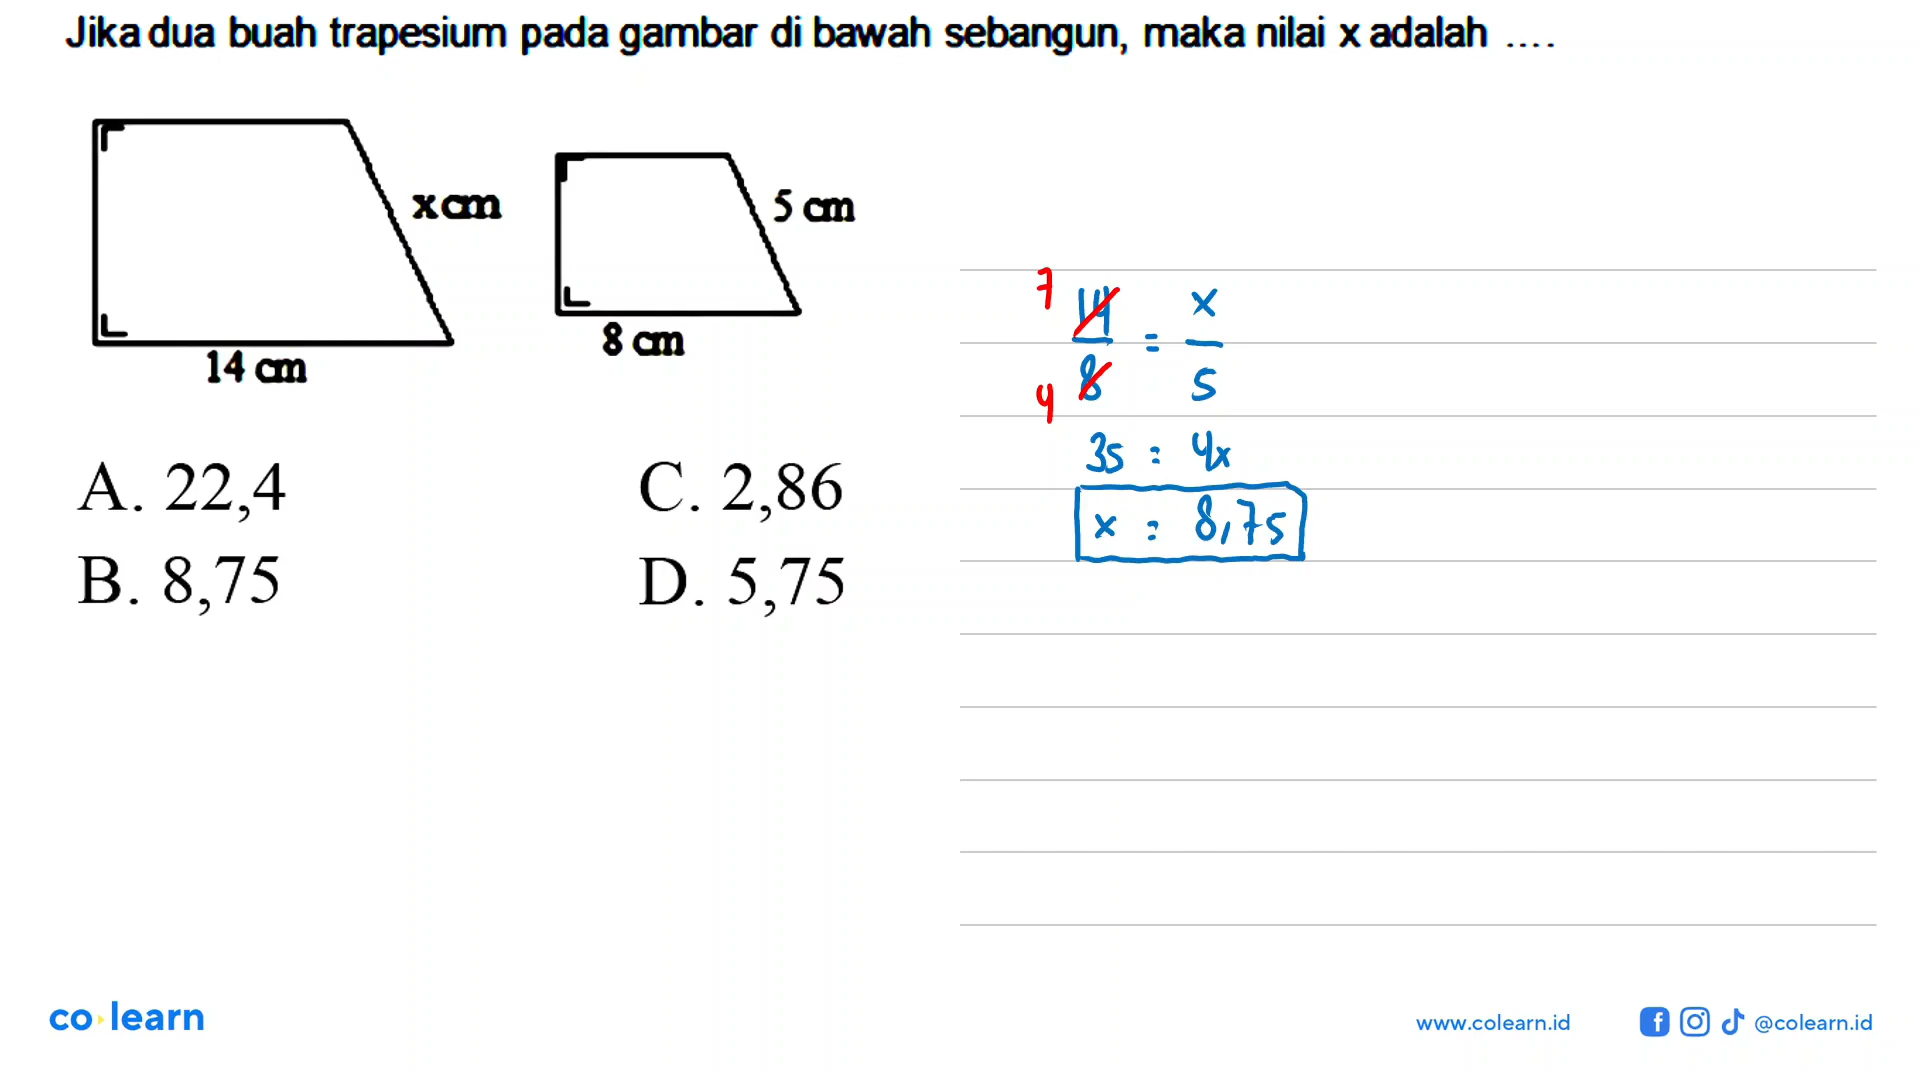 Jika dua buah trapesium pada gambar di bawah sebangun, maka nilai x adalah ....
x cm
5 cm
14 cm
8 cm
A. 22,4
C. 2,86
B. 8,75
D. 5,75
7
14 = x
4
8 5
35 = 4x
x = 8,75
co learn
www.colearn.id
@colearn.id